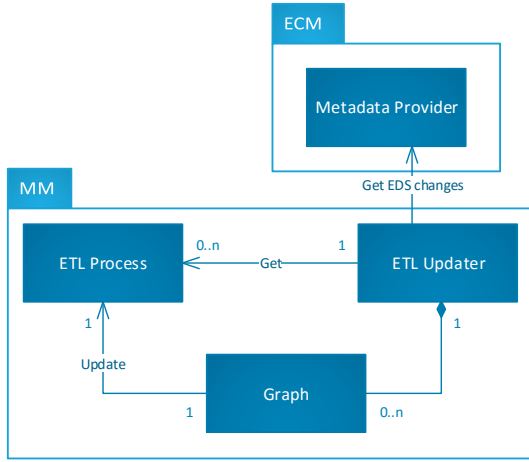 ECM
Metadata Provider
Get EDS changes
MM
ETL Process
0..n
Get
1
ETL Updater
1
Update
1
Graph
1
0..n